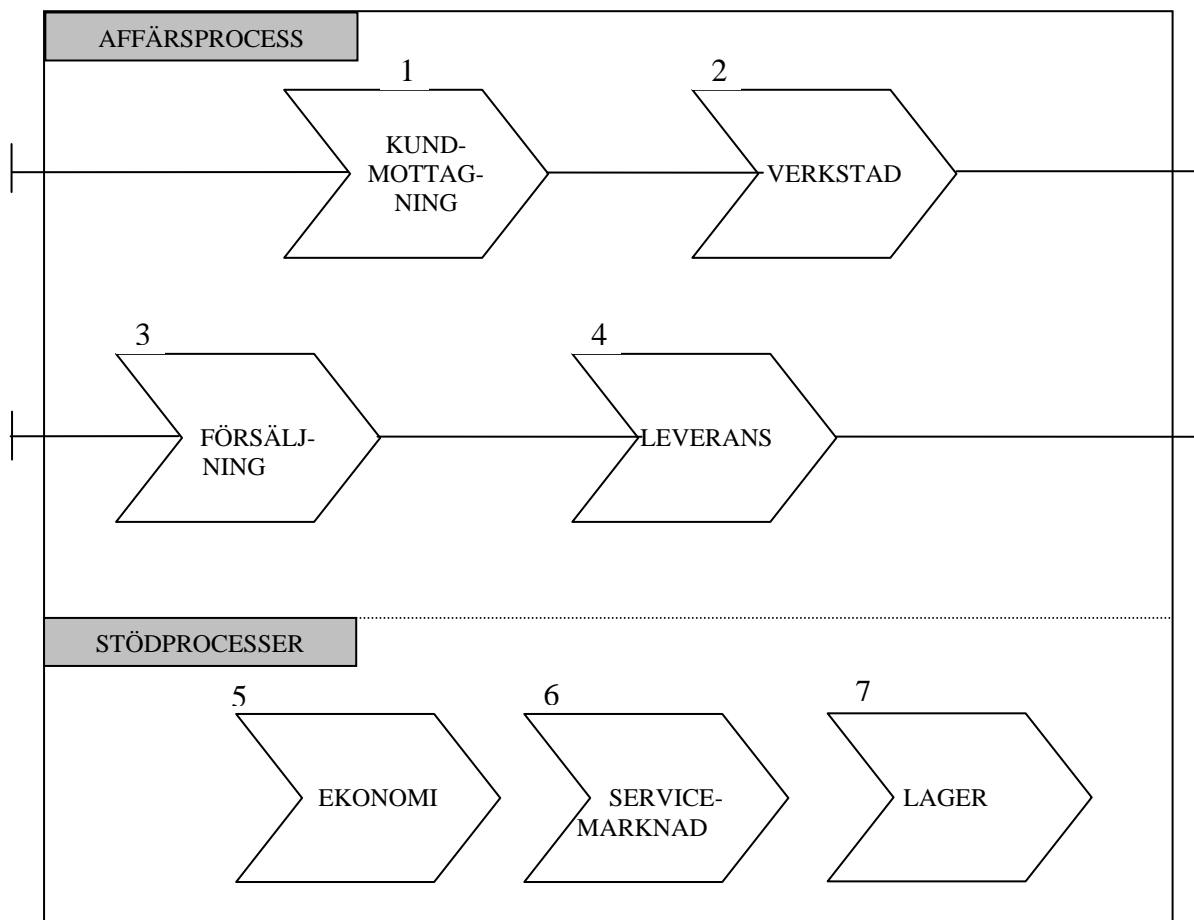 AFFÄRSPROCESS
1
2
KUND-
MOTTAG-
NING
VERKSTAD
3
4
FÖRSÄLJ-
NING
LEVERANS
STÖDPROCESSER
5
6
7
EKONOMI
SERVICE-
MARKNAD
LAGER